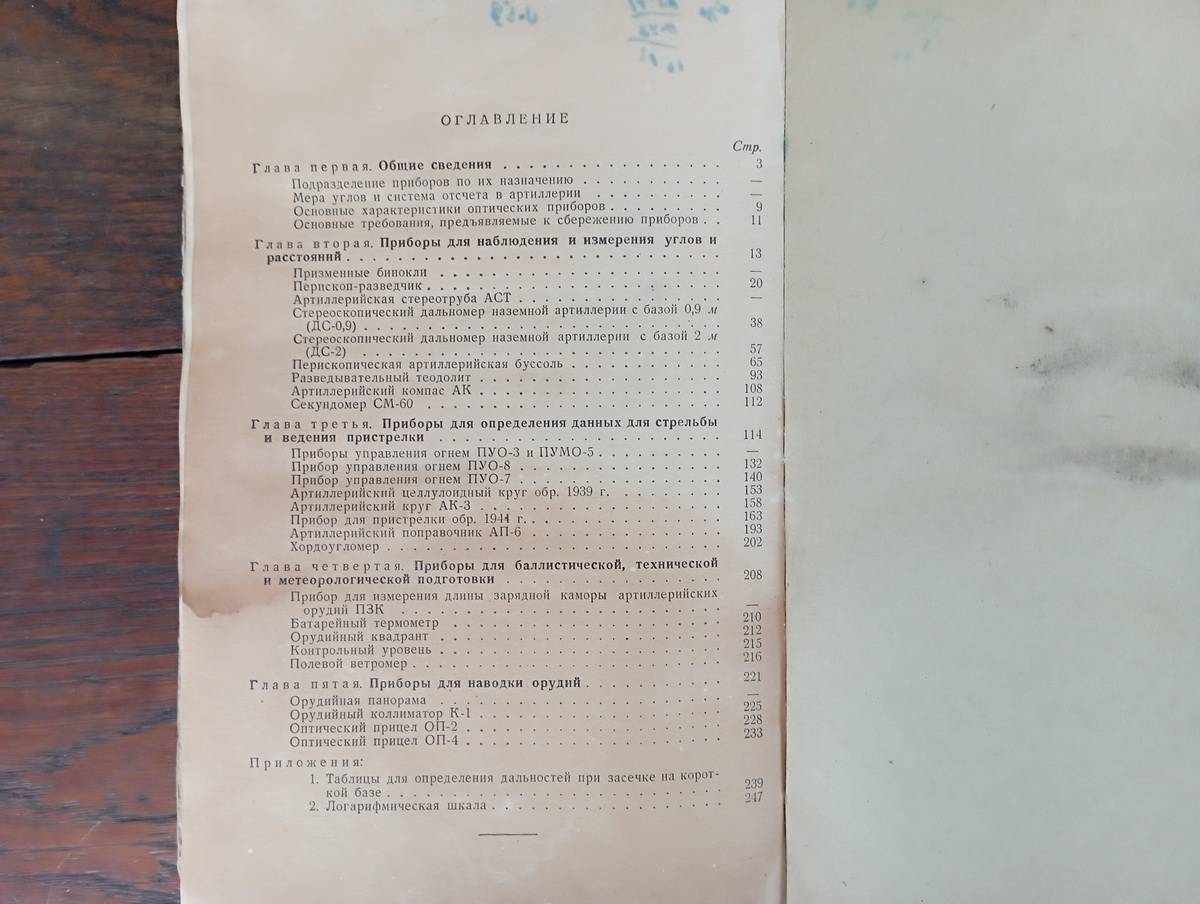 ОГЛАВЛЕНИЕ
Стр.
Глава первая. Общие сведения . . . . . . . . . . . . . . . . . 3
Подразделение приборов по их назначению . . . . . . . . . . . —
Мера углов и система отсчета в артиллерии . . . . . . . . . . . —
Основные характеристики оптических приборов . . . . . . . . . 9
Основные требования, предъявляемые к сбережению приборов . . 11
Глава вторая. Приборы для наблюдения и измерения углов и
расстояний . . . . . . . . . . . . . . . . . . . . . . . . . . . . 13
Призменные бинокли . . . . . . . . . . . . . . . . . . . . . . —
Перископ-разведчик . . . . . . . . . . . . . . . . . . . . . . . 20
Артиллерийская стереотруба АСТ . . . . . . . . . . . . . . . . —
Стереоскопический дальномер наземной артиллерии с базой 0,9 м
(ДС-0,9) . . . . . . . . . . . . . . . . . . . . . . . . . . . . 38
Стереоскопический дальномер наземной артиллерии с базой 2 м
(ДС-2) . . . . . . . . . . . . . . . . . . . . . . . . . . . . 57
Перископическая артиллерийская буссоль . . . . . . . . . . . . 65
Разведывательный теодолит . . . . . . . . . . . . . . . . . . . 93
Артиллерийский компас АК . . . . . . . . . . . . . . . . . . . 108
Секундомер СМ-60 . . . . . . . . . . . . . . . . . . . . . . . 112
Глава третья. Приборы для определения данных для стрельбы
и ведения пристрелки . . . . . . . . . . . . . . . . . . . . . . 114
Приборы управления огнем ПУО-3 и ПУМО-5 . . . . . . . . . . —
Прибор управления огнем ПУО-8 . . . . . . . . . . . . . . . . 132
Прибор управления огнем ПУО-7 . . . . . . . . . . . . . . . . 140
Артиллерийский целлулоидный круг обр. 1939 г. . . . . . . . . 153
Артиллерийский круг АК-3 . . . . . . . . . . . . . . . . . . . 158
Прибор для пристрелки обр. 1944 г. . . . . . . . . . . . . . . . 163
Артиллерийский поправочник АП-6 . . . . . . . . . . . . . . . 193
Хордоугломер . . . . . . . . . . . . . . . . . . . . . . . . . . 202
Глава четвертая. Приборы для баллистической, технической
и метеорологической подготовки . . . . . . . . . . . . . . . . . 208
Прибор для измерения длины зарядной каморы артиллерийских
орудий ПЗК . . . . . . . . . . . . . . . . . . . . . . . . . —
Батарейный термометр . . . . . . . . . . . . . . . . . . . . . 210
Орудийный квадрант . . . . . . . . . . . . . . . . . . . . . . 212
Контрольный уровень . . . . . . . . . . . . . . . . . . . . . . 215
Полевой ветромер . . . . . . . . . . . . . . . . . . . . . . . . 216
Глава пятая. Приборы для наводки орудий . . . . . . . . . . . 221
Орудийная панорама . . . . . . . . . . . . . . . . . . . . . . —
Орудийный коллиматор К-1 . . . . . . . . . . . . . . . . . . . 225
Оптический прицел ОП-2 . . . . . . . . . . . . . . . . . . . . 228
Оптический прицел ОП-4 . . . . . . . . . . . . . . . . . . . . 233
Приложения:
1. Таблицы для определения дальностей при засечке на корот-
кой базе . . . . . . . . . . . . . . . . . . . . . . . . . . 239
2. Логарифмическая шкала . . . . . . . . . . . . . . . . . . 247